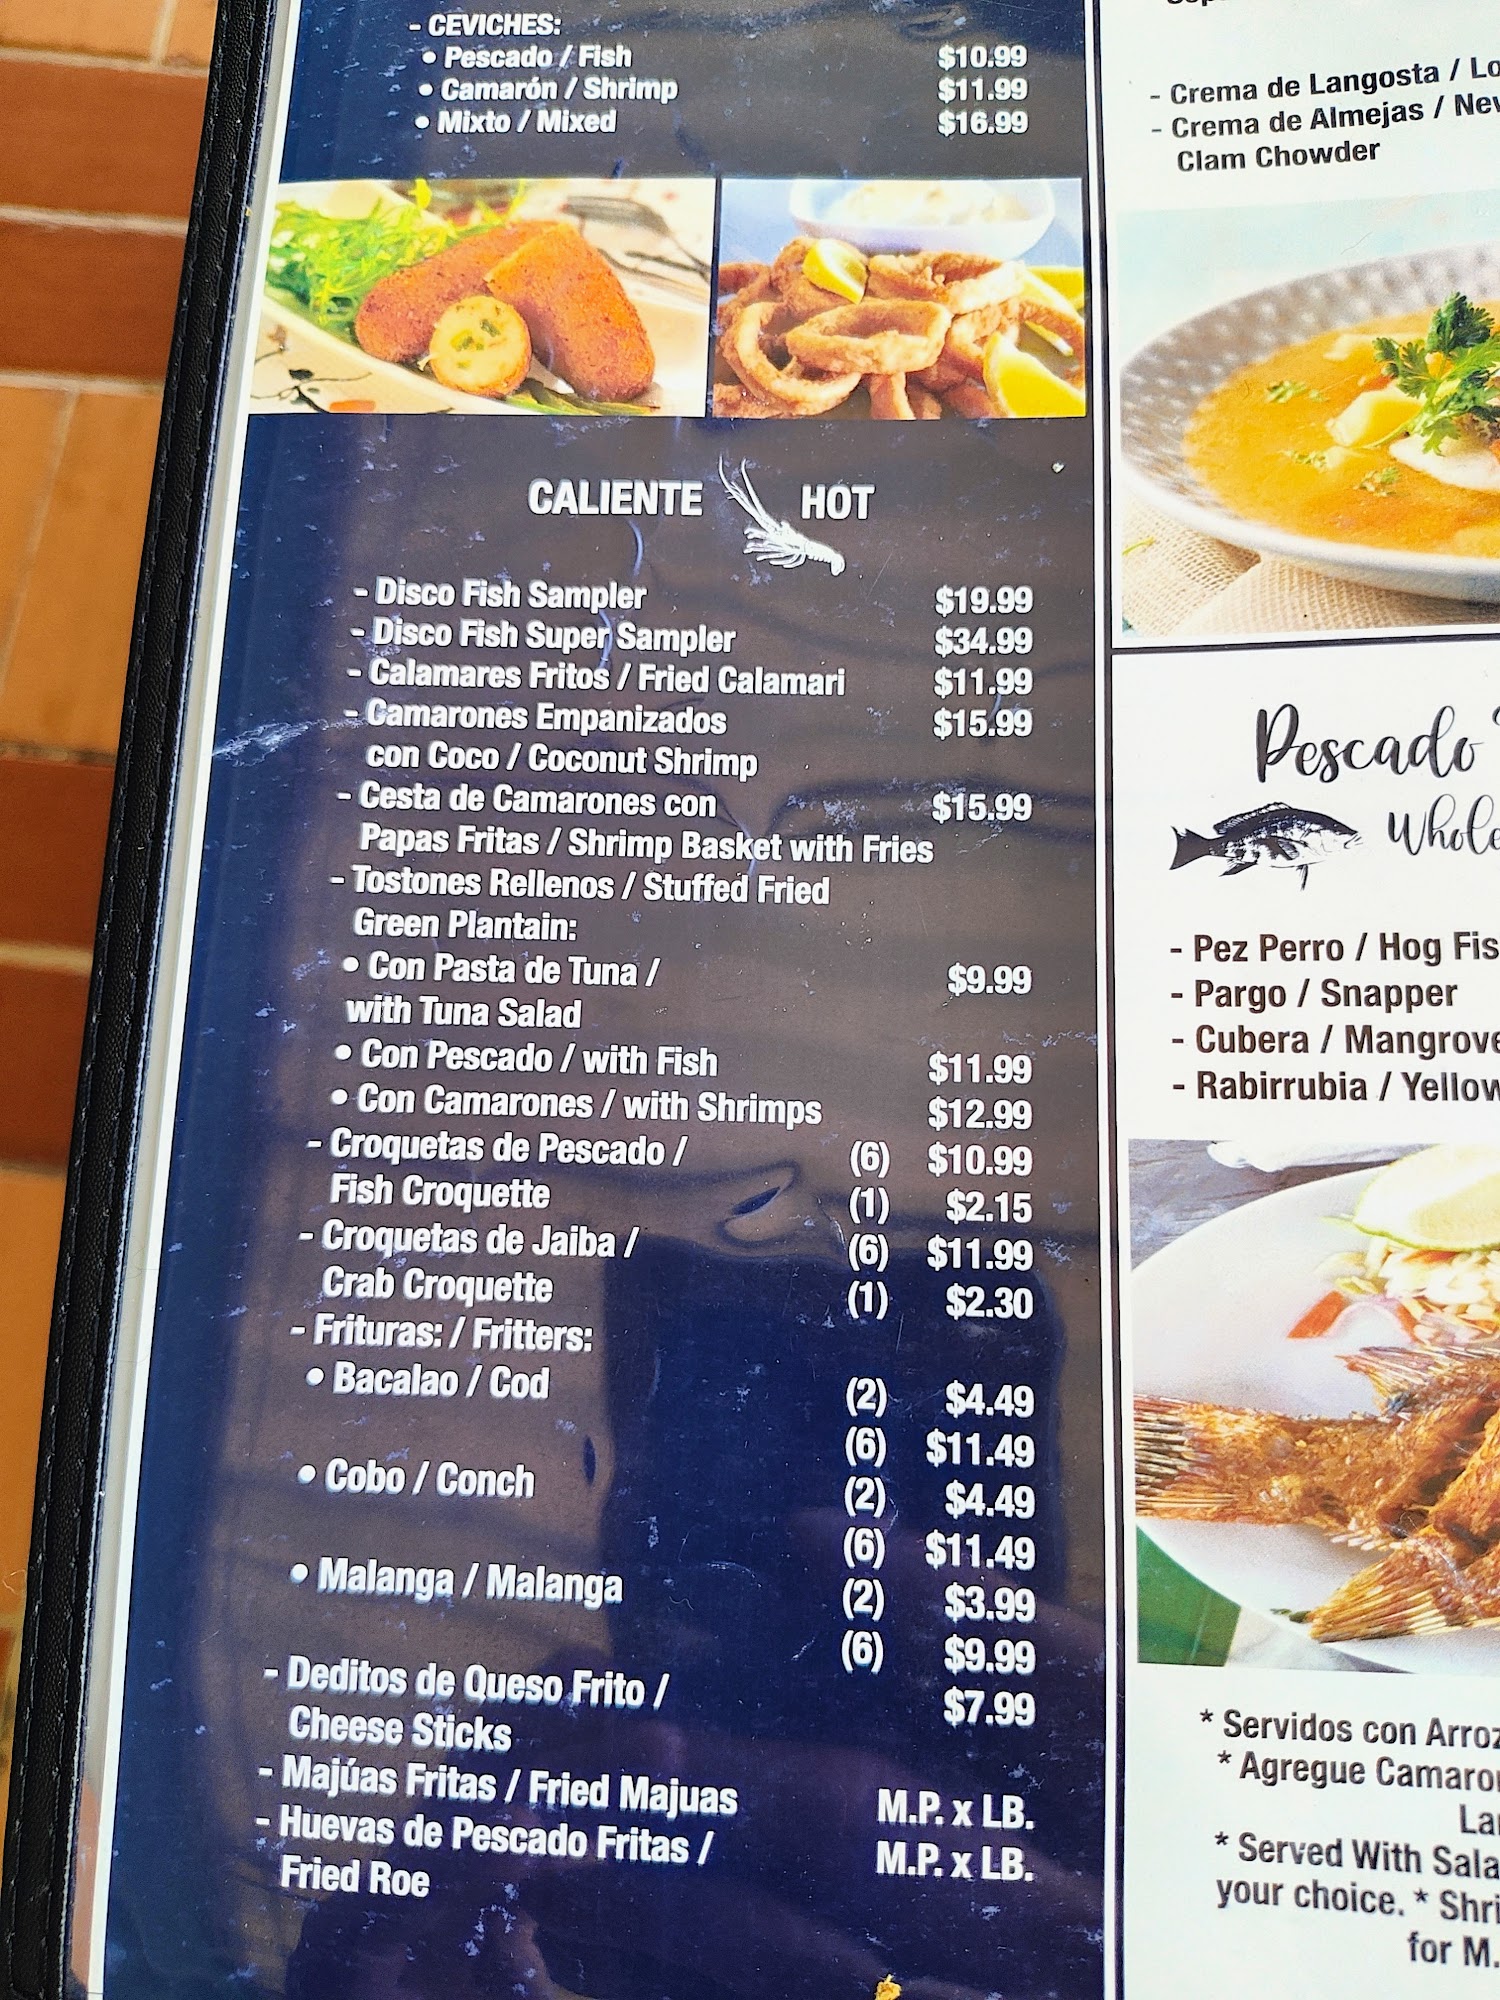 - CEVICHES:
• Pescado / Fish $10.99
• Camarón / Shrimp $11.99
• Mixto / Mixed $16.99
CALIENTE HOT
- Disco Fish Sampler $19.99
- Disco Fish Super Sampler $34.99
- Calamares Fritos / Fried Calamari $11.99
- Camarones Empanizados $15.99
con Coco / Coconut Shrimp
- Cesta de Camarones con $15.99
Papas Fritas / Shrimp Basket with Fries
- Tostones Rellenos / Stuffed Fried
Green Plantain:
• Con Pasta de Tuna / $9.99
with Tuna Salad
• Con Pescado / with Fish $11.99
• Con Camarones / with Shrimps $12.99
- Croquetas de Pescado / (6) $10.99
Fish Croquette (1) $2.15
- Croquetas de Jaiba / (6) $11.99
Crab Croquette (1) $2.30
- Frituras: / Fritters:
• Bacalao / Cod (2) $4.49
(6) $11.49
• Cobo / Conch (2) $4.49
(6) $11.49
• Malanga / Malanga (2) $3.99
(6) $9.99
- Deditos de Queso Frito / $7.99
Cheese Sticks
- Majúas Fritas / Fried Majuas M.P. x LB.
- Huevas de Pescado Fritas / M.P. x LB.
Fried Roe
- Crema de Langosta /
- Crema de Almejas /
Clam Chowder
Pescado
Whole
- Pez Perro / Hog
- Pargo / Snapper
- Cubera / Mangrove
- Rabirrubia / Yellow
* Servidos con Arroz
* Agregue
* Served With
your choice. *
for